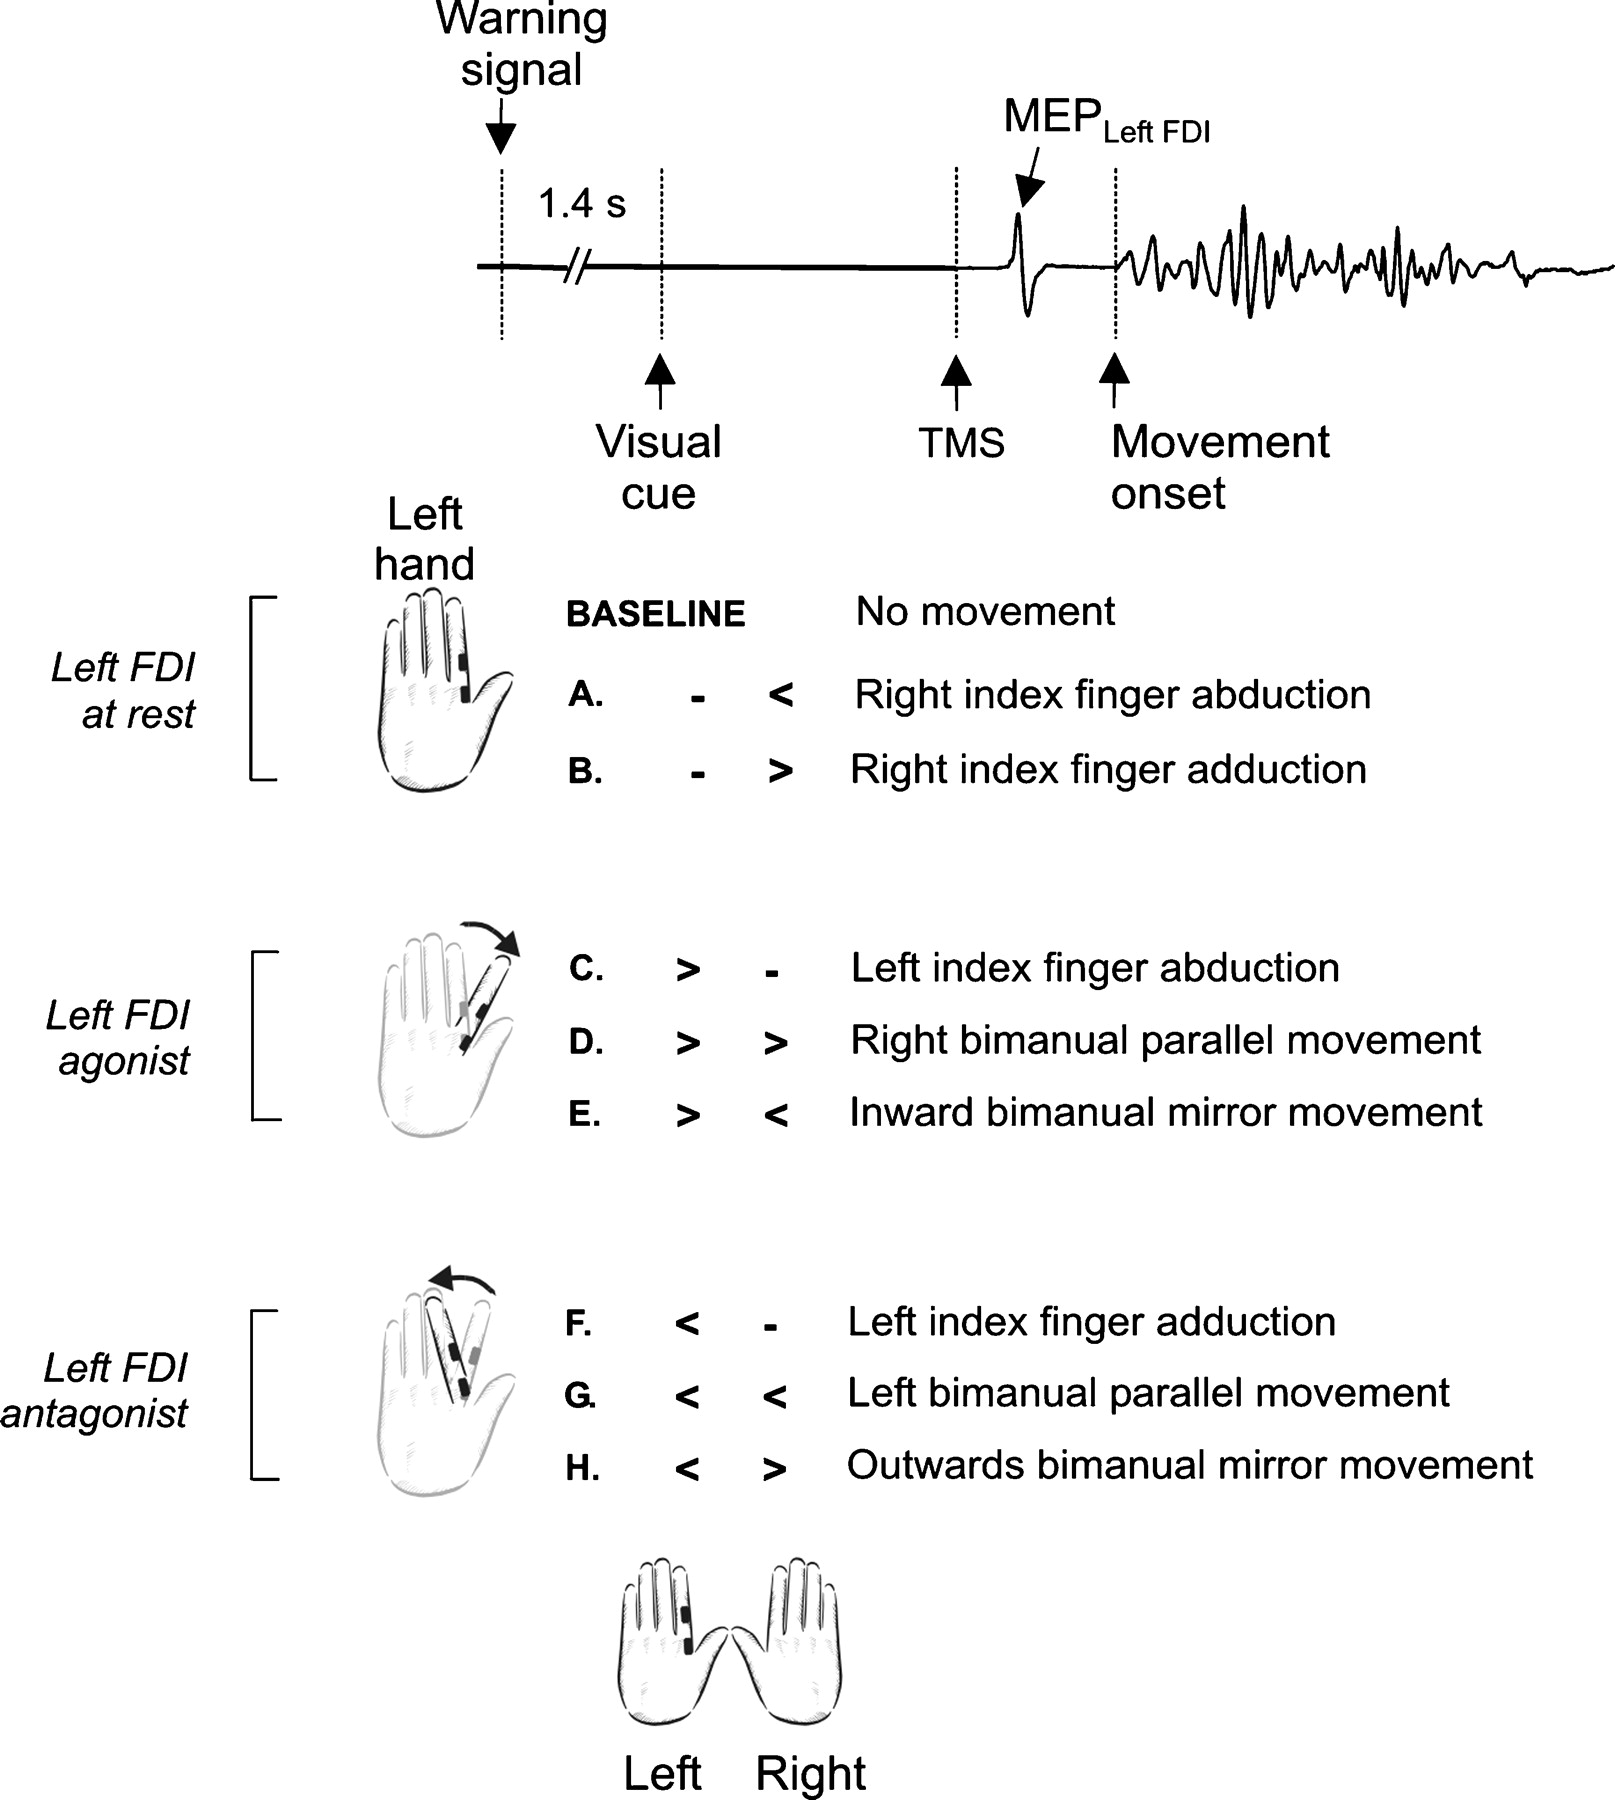 Warning
signal
MEP Left FDI
1.4 s
Visual
cue
TMS
Movement
onset
Left
hand
Left FDI
at rest
BASELINE No movement
A. - < Right index finger abduction
B. - > Right index finger adduction
Left FDI
agonist
C. > - Left index finger abduction
D. > > Right bimanual parallel movement
E. > < Inward bimanual mirror movement
Left FDI
antagonist
F. < - Left index finger adduction
G. < < Left bimanual parallel movement
H. < > Outwards bimanual mirror movement
Left Right